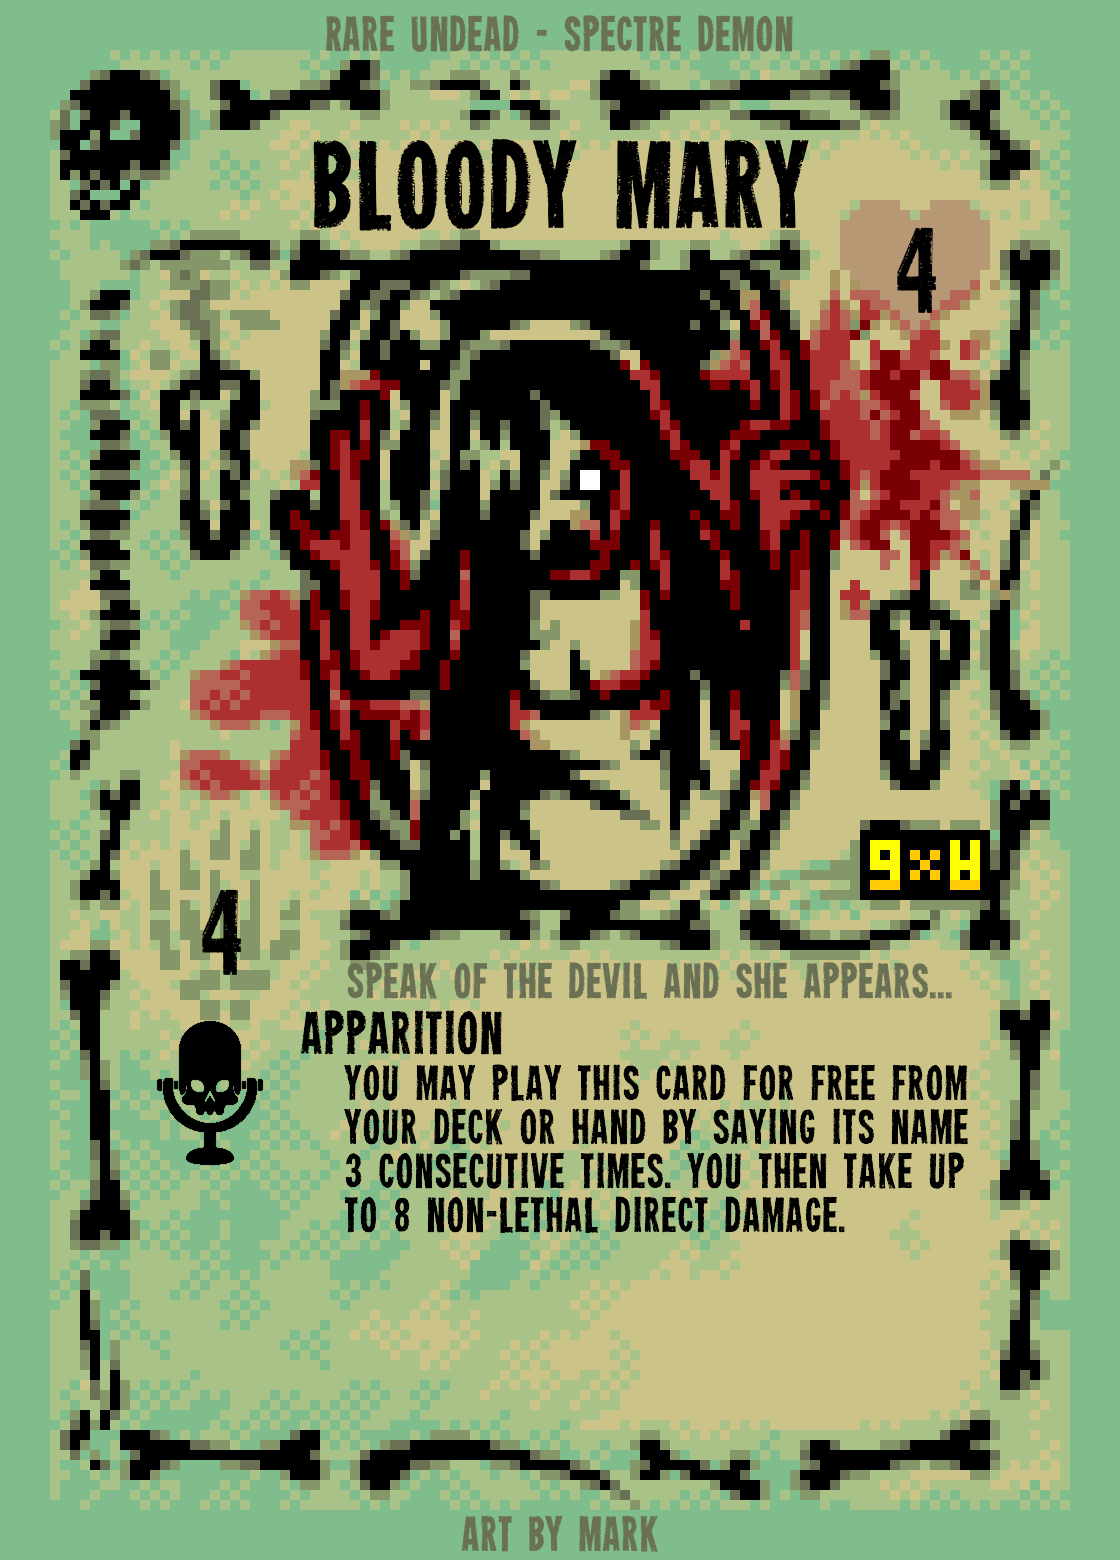 RARE UNDEAD - SPECTRE DEMON
BLOODY MARY
4
4
SPEAK OF THE DEVIL AND SHE APPEARS...
APPARITION
YOU MAY PLAY THIS CARD FOR FREE FROM
YOUR DECK OR HAND BY SAYING ITS NAME
3 CONSECUTIVE TIMES. YOU THEN TAKE UP
TO 8 NON-LETHAL DIRECT DAMAGE.
ART BY MARK